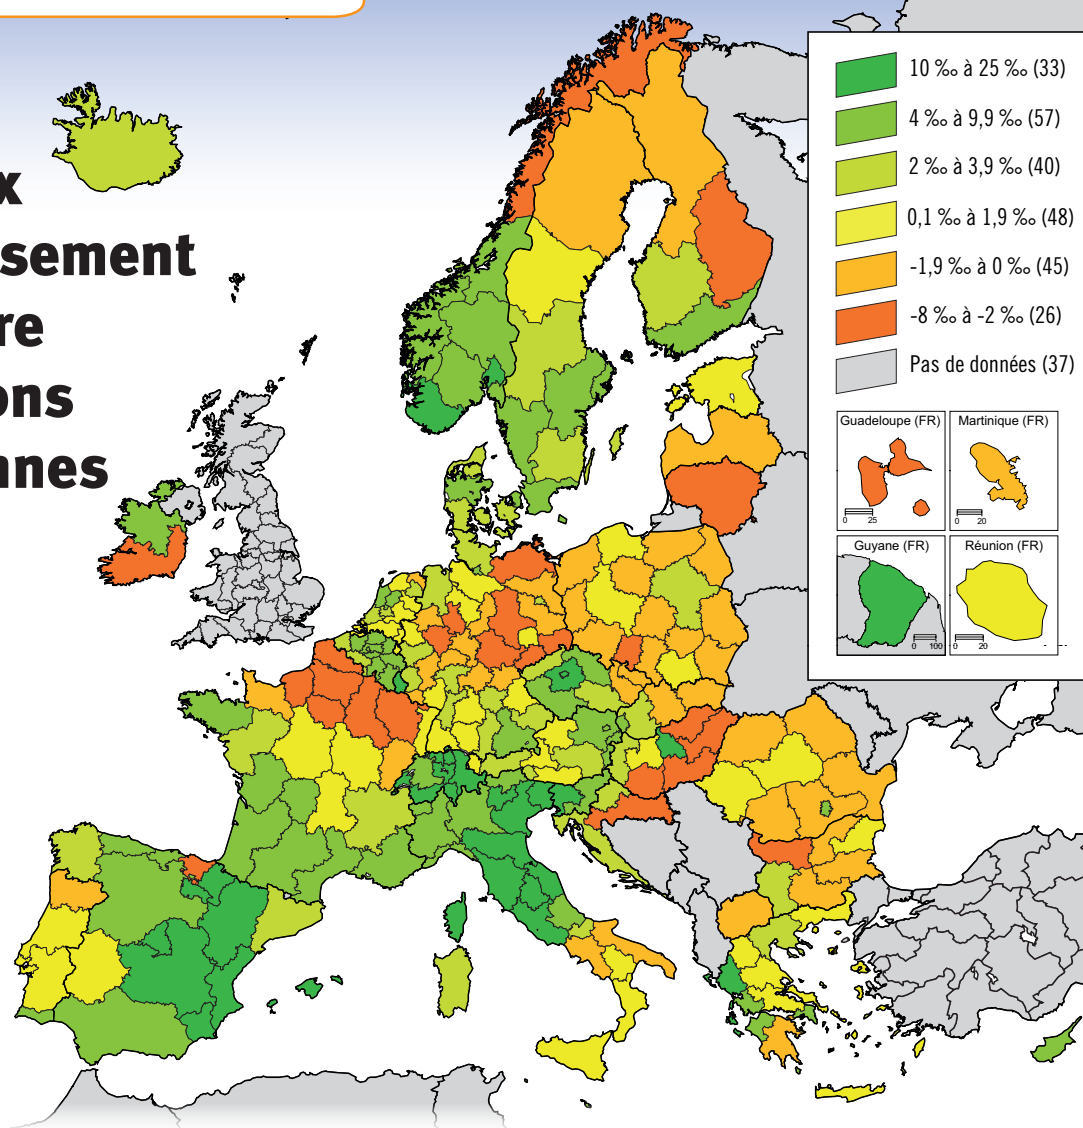 x
sement
re
ons
nnes
10 ‰ à 25 ‰ (33)
4 ‰ à 9,9 ‰ (57)
2 ‰ à 3,9 ‰ (40)
0,1 ‰ à 1,9 ‰ (48)
-1,9 ‰ à 0 ‰ (45)
-8 ‰ à -2 ‰ (26)
Pas de données (37)
Guadeloupe (FR)
0 25
Martinique (FR)
0 20
Guyane (FR)
0 100
Réunion (FR)
0 20